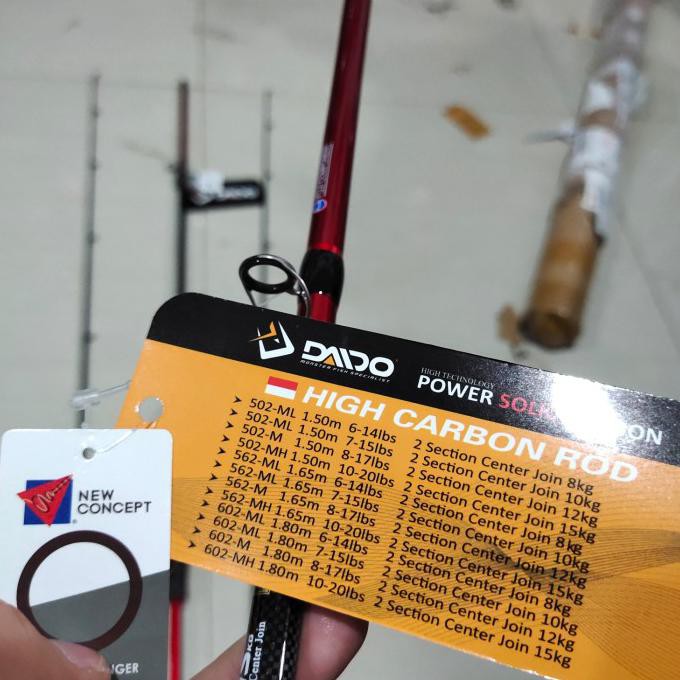 DAIDO
MONSTER FISH SPECIALIST
HIGH TECHNOLOGY
POWER
HIGH CARBON ROD
502-ML 1.50m 6-14lbs 2 Section Center Join 8kg
502-ML 1.50m 7-15lbs 2 Section Center Join 10kg
502-M 1.50m 8-17lbs 2 Section Center Join 12kg
502-MH 1.50m 10-20lbs 2 Section Center Join 15kg
562-ML 1.65m 6-14lbs 2 Section Center Join 8kg
562-ML 1.65m 7-15lbs 2 Section Center Join 10kg
562-M 1.65m 8-17lbs 2 Section Center Join 12kg
562-MH 1.65m 10-20lbs 2 Section Center Join 15kg
602-ML 1.80m 6-14lbs 2 Section Center Join 8kg
602-ML 1.80m 7-15lbs 2 Section Center Join 10kg
602-M 1.80m 8-17lbs 2 Section Center Join 12kg
602-MH 1.80m 10-20lbs 2 Section Center Join 15kg
NEW
CONCEPT
Center Join